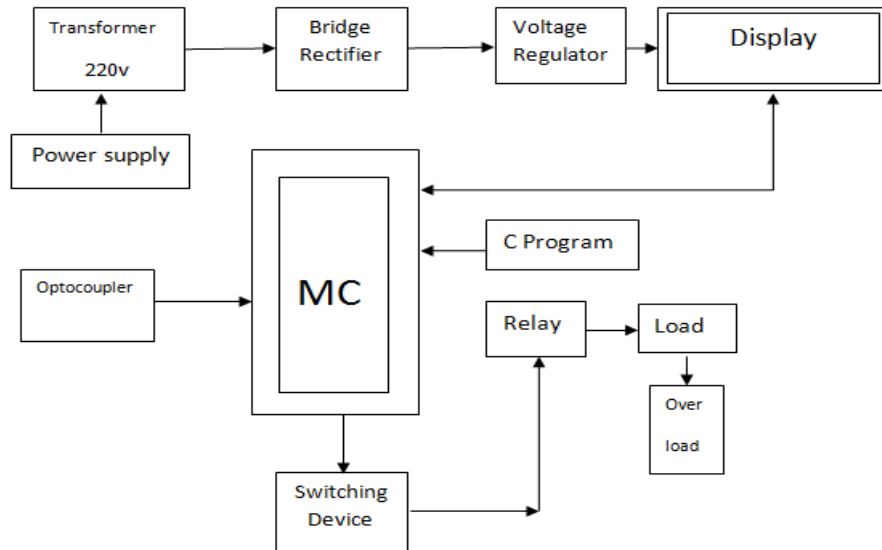 Transformer
220v
Bridge
Rectifier
Voltage
Regulator
Display
Power supply
MC
C Program
Optocoupler
Relay
Load
Over
load
Switching
Device